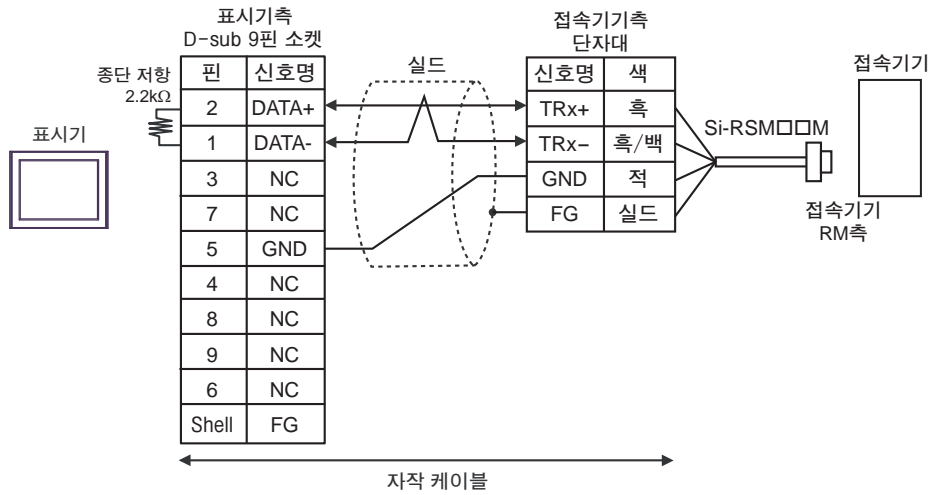 표시기측
D-sub 9핀 소켓
접속기기측
단자대
종단 저항
2.2kΩ
핀 신호명
실드
신호명 색
접속기기
2 DATA+
TRx+ 흑
Si-RSM□□M
표시기
1 DATA-
TRx− 흑/백
3 NC
GND 적
7 NC
FG 실드
접속기기
RM측
5 GND
4 NC
8 NC
9 NC
6 NC
Shell FG
자작 케이블